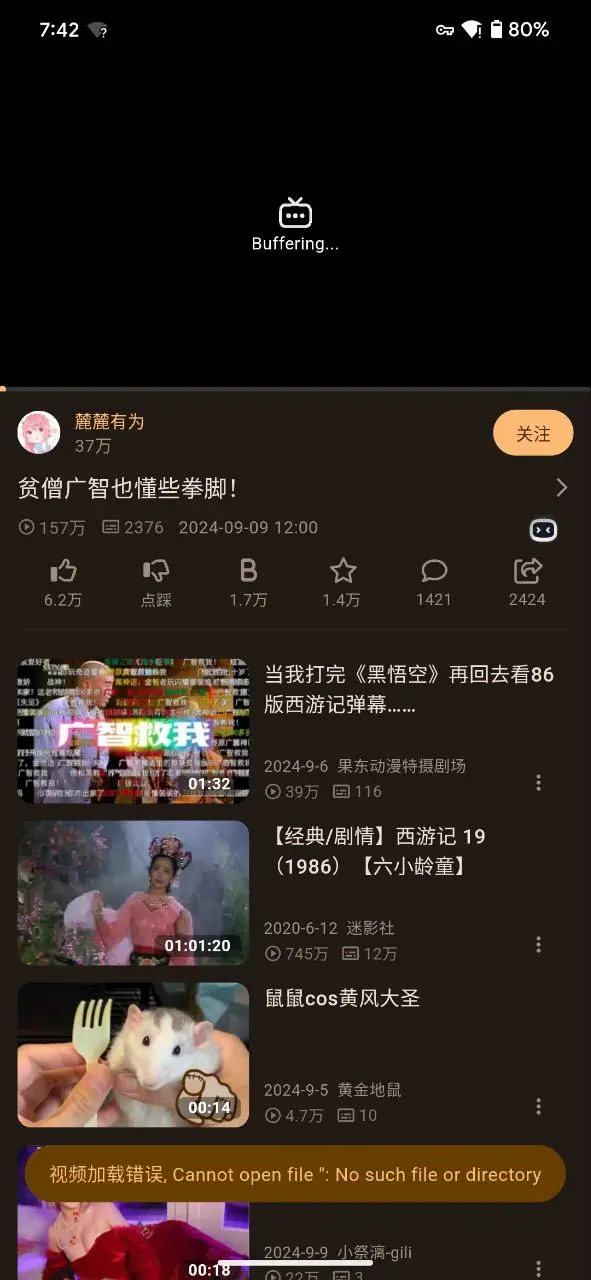 7:42
80%
Buffering...
麓麓有为
37万
关注
贫僧广智也懂些拳脚！
157万 2376 2024-09-09 12:00
6.2万 点踩 1.7万 1.4万 1421 2424
广智救我
01:32
当我打完《黑悟空》再回去看86
版西游记弹幕......
2024-9-6 果东动漫特摄剧场
39万 116
01:01:20
【经典/剧情】西游记 19
（1986）【六小龄童】
2020-6-12 迷影社
745万 12万
00:14
鼠鼠cos黄风大圣
2024-9-5 黄金地鼠
4.7万 10
视频加载错误, Cannot open file '': No such file or directory
00:18
2024-9-9 小祭漓-gili
22万 3